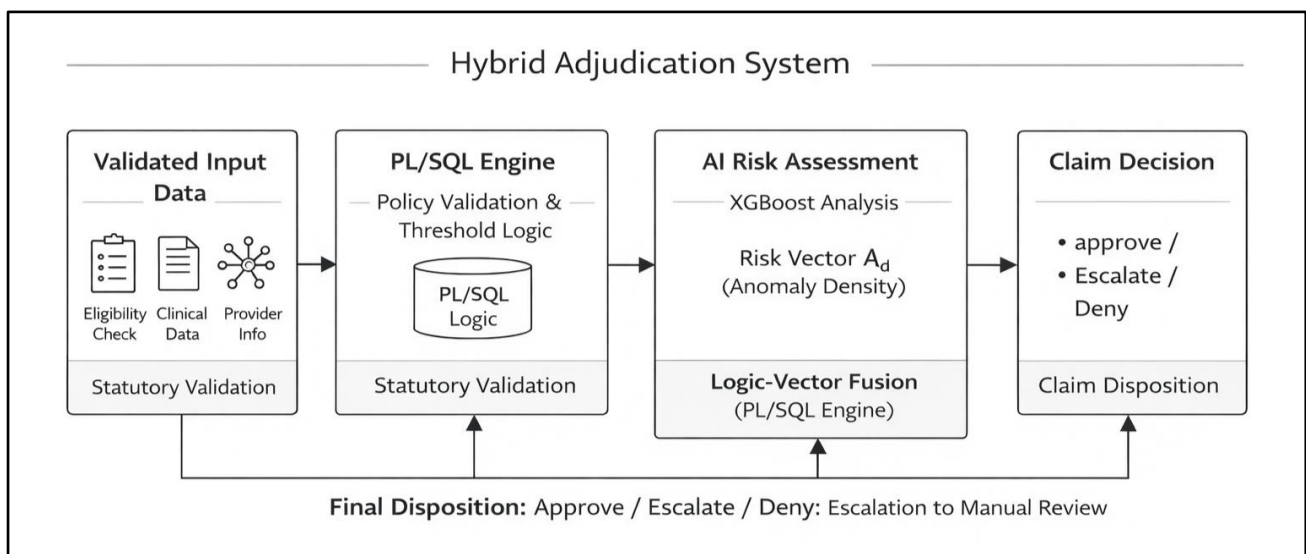 Hybrid Adjudication System
Validated Input
Data
Eligibility
Check
Clinical
Data
Provider
Info
Statutory Validation
PL/SQL Engine
Policy Validation &
Threshold Logic
PL/SQL
Logic
Statutory Validation
AI Risk Assessment
XGBoost Analysis
Risk Vector Ad
(Anomaly Density)
Logic-Vector Fusion
(PL/SQL Engine)
Claim Decision
• approve /
• Escalate /
Deny
Claim Disposition
Final Disposition: Approve / Escalate / Deny: Escalation to Manual Review